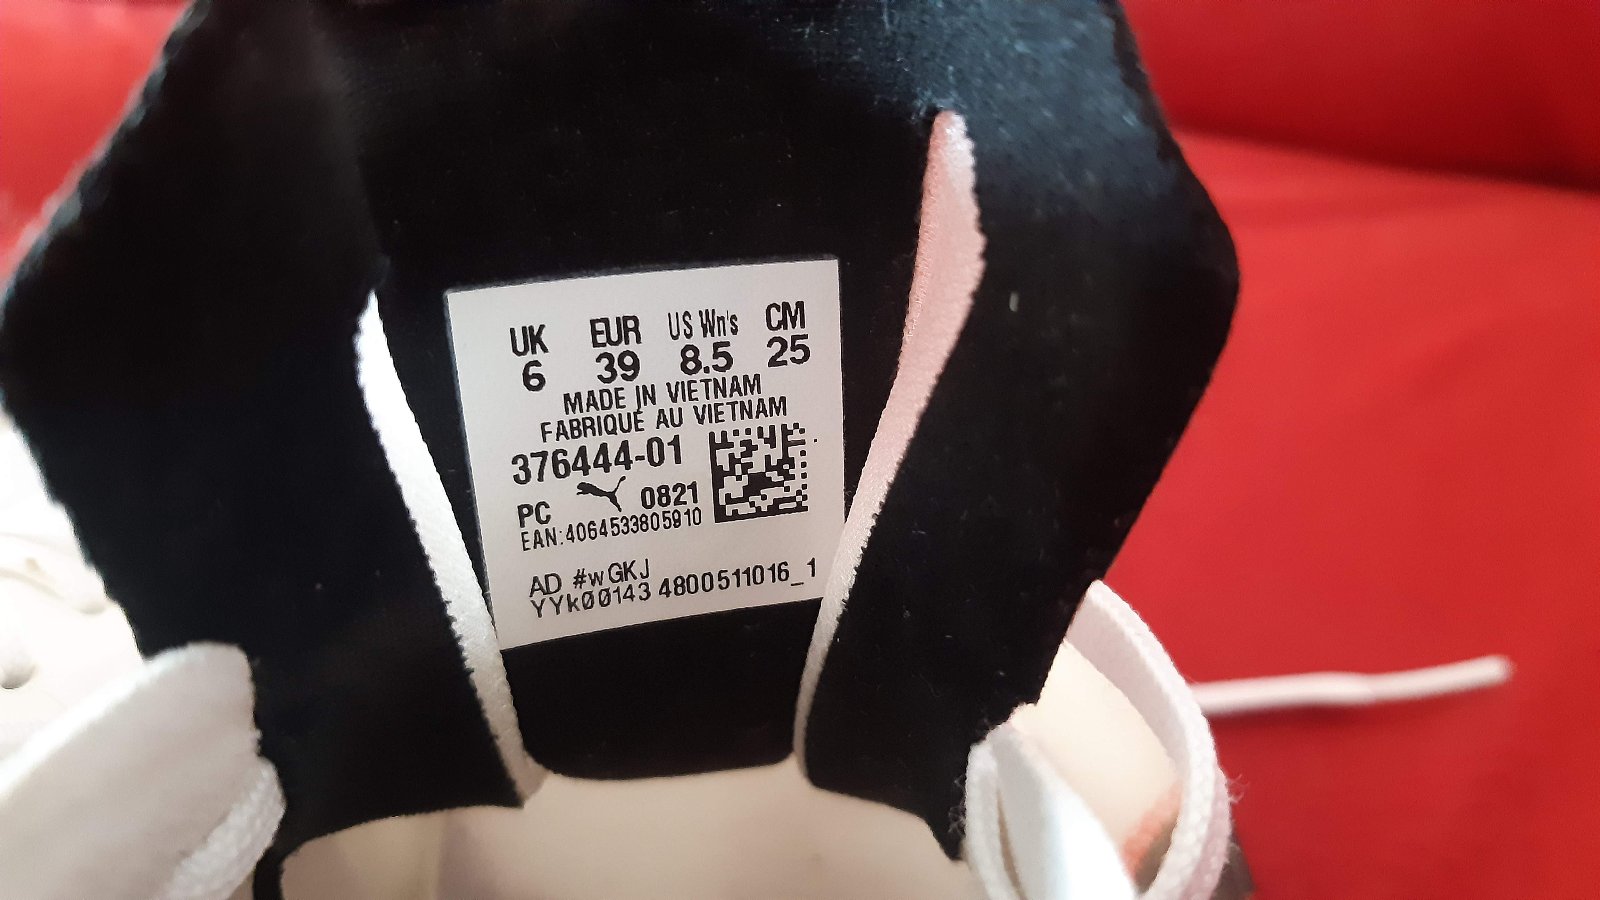 UK EUR US Wn's CM
6 39 8.5 25
MADE IN VIETNAM
FABRIQUÉ AU VIETNAM
376444-01
PC 0821
EAN:4064533805910
AD #wGKJ
YYk00143 4800511016_1